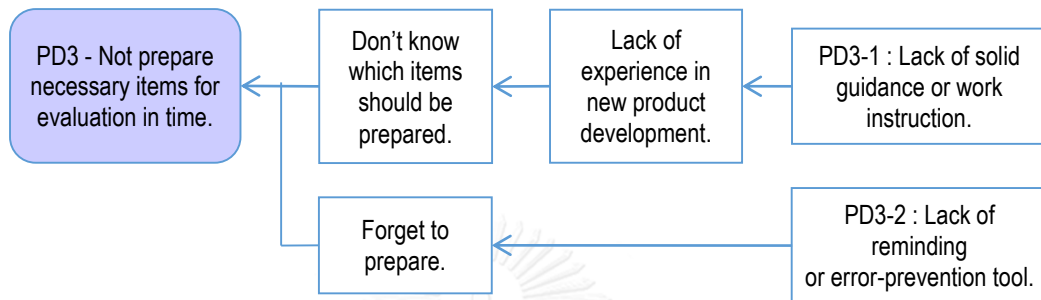 PD3 - Not prepare
necessary items for
evaluation in time.
Don’t know
which items
should be
prepared.
Lack of
experience in
new product
development.
PD3-1 : Lack of solid
guidance or work
instruction.
Forget to
prepare.
PD3-2 : Lack of
reminding
or error-prevention tool.